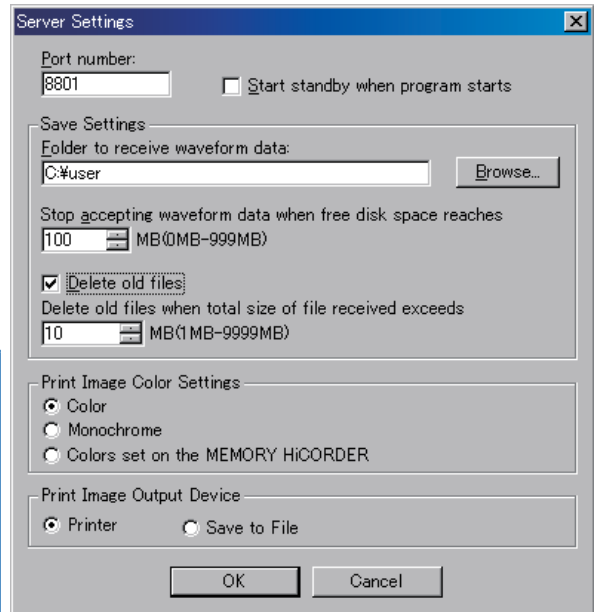 Server Settings
Port number:
8801
Start standby when program starts
Save Settings
Folder to receive waveform data:
C:¥user
Browse...
Stop accepting waveform data when free disk space reaches
100 MB(0MB-999MB)
Delete old files
Delete old files when total size of file received exceeds
10 MB(1MB-9999MB)
Print Image Color Settings
Color
Monochrome
Colors set on the MEMORY HiCORDER
Print Image Output Device
Printer Save to File
OK Cancel